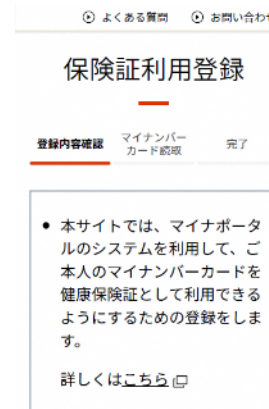 よくある質問 お問い合わせ
保険証利用登録
登録内容確認 マイナンバーカード読取 完了
本サイトでは、マイナポータ
ルのシステムを利用して、ご
本人のマイナンバーカードを
健康保険証として利用できる
ようにするための登録をしま
す。
詳しくはこちら